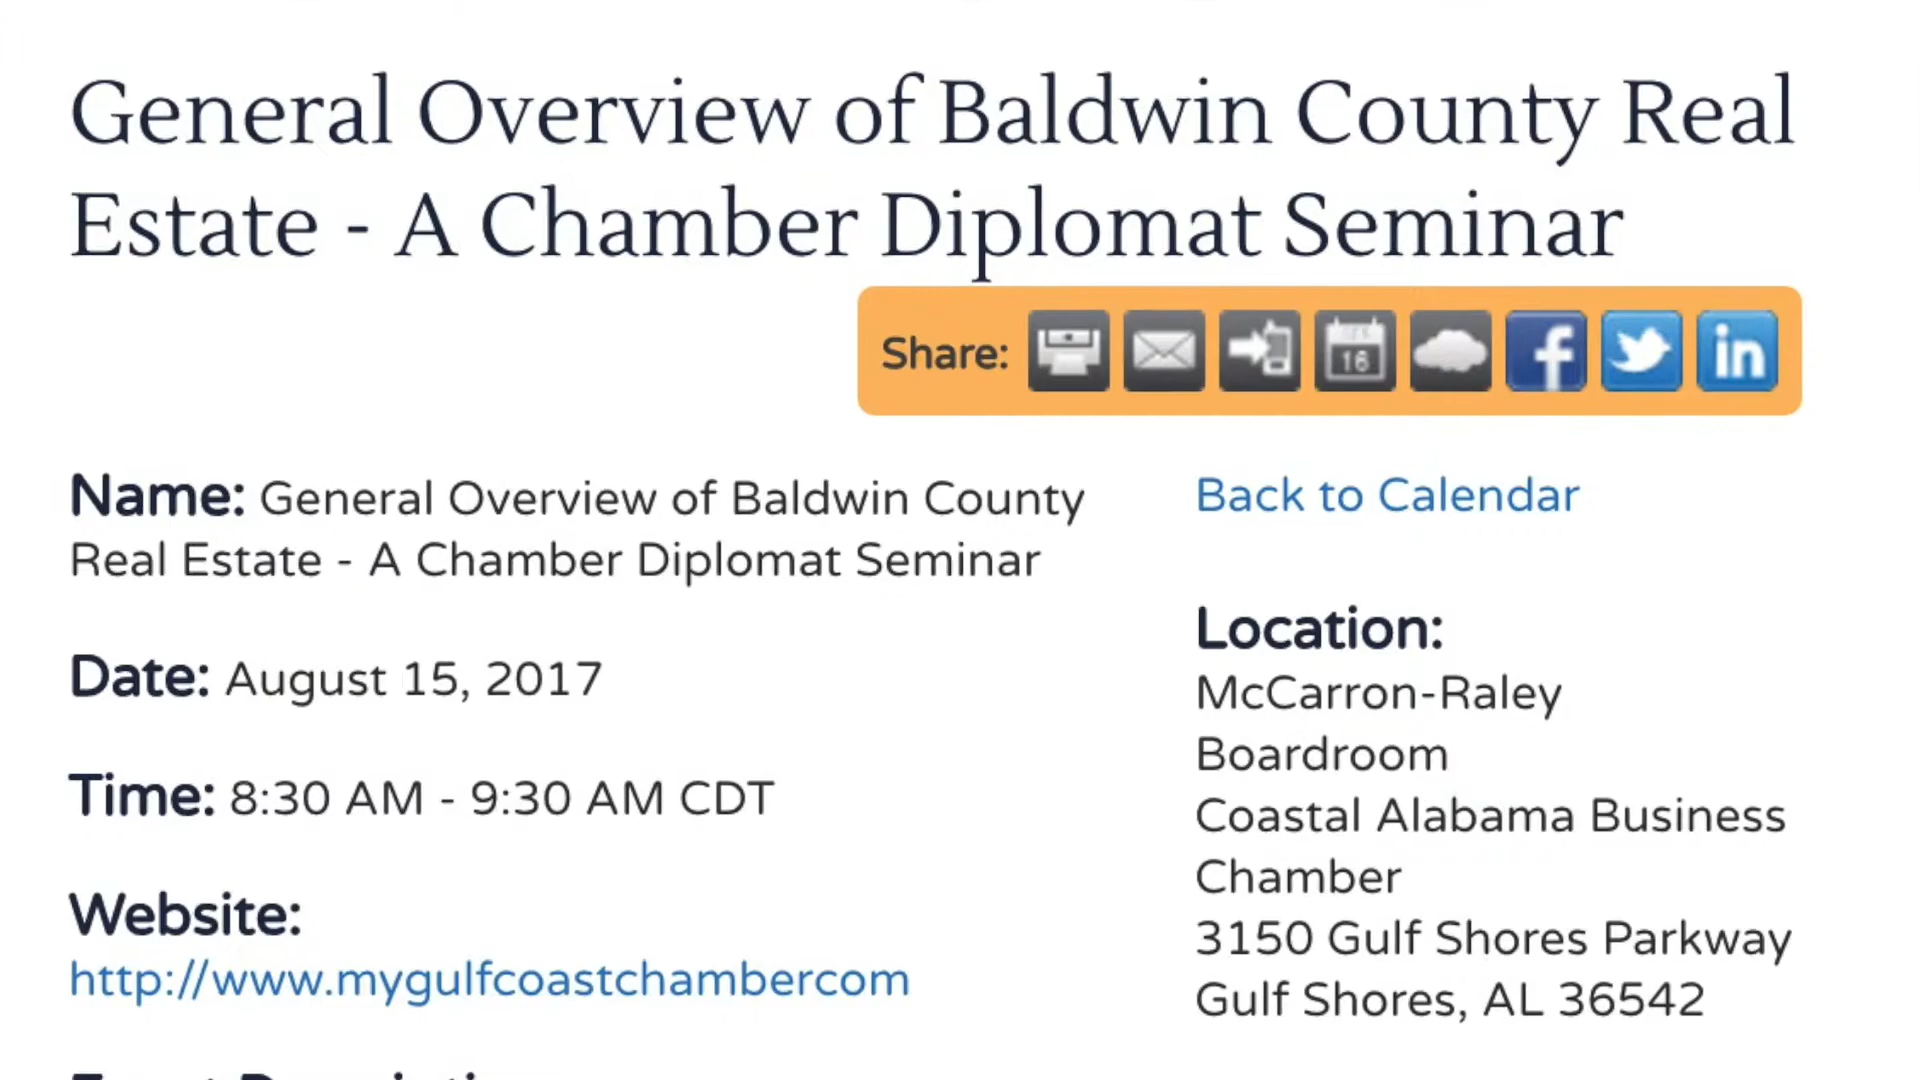 General Overview of Baldwin County Real
Estate - A Chamber Diplomat Seminar
Share:
16
Name: General Overview of Baldwin County
Real Estate - A Chamber Diplomat Seminar
Date: August 15, 2017
Time: 8:30 AM - 9:30 AM CDT
Website:
http://www.mygulfcoastchambercom
Back to Calendar
Location:
McCarron-Raley
Boardroom
Coastal Alabama Business
Chamber
3150 Gulf Shores Parkway
Gulf Shores, AL 36542